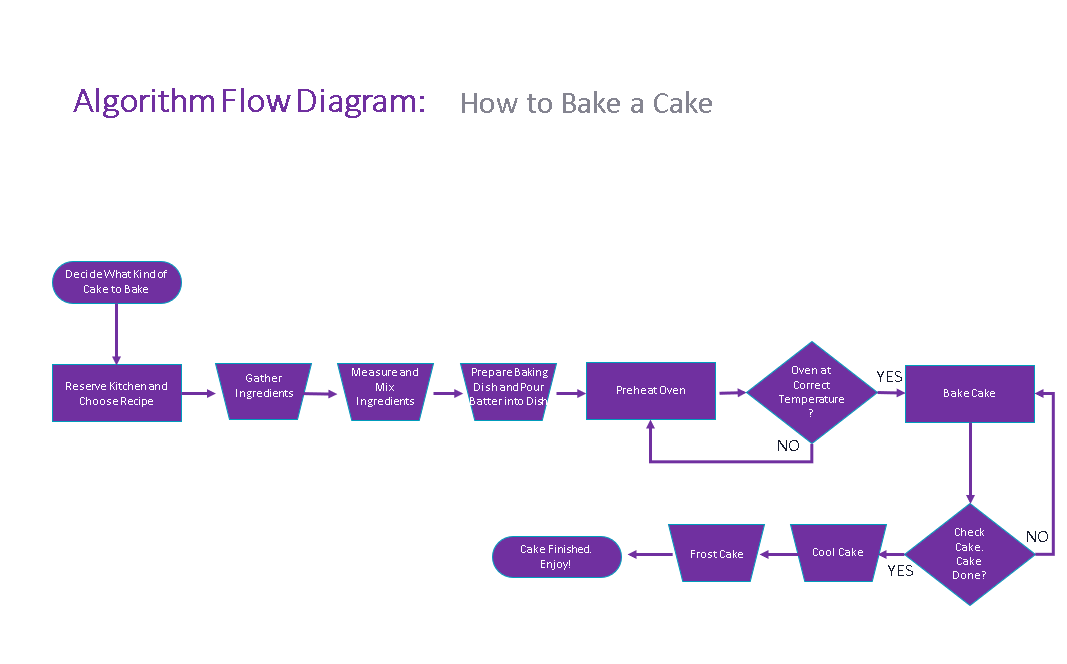 Algorithm Flow Diagram: How to Bake a Cake
Decide What Kind of
Cake to Bake
Reserve Kitchen and
Choose Recipe
Gather
Ingredients
Measure and
Mix
Ingredients
Prepare Baking
Dish and Pour
Batter into Dish
Preheat Oven
Oven at
Correct
Temperature
?
YES
NO
Bake Cake
Check
Cake.
Cake
Done?
NO
YES
Cool Cake
Frost Cake
Cake Finished.
Enjoy!